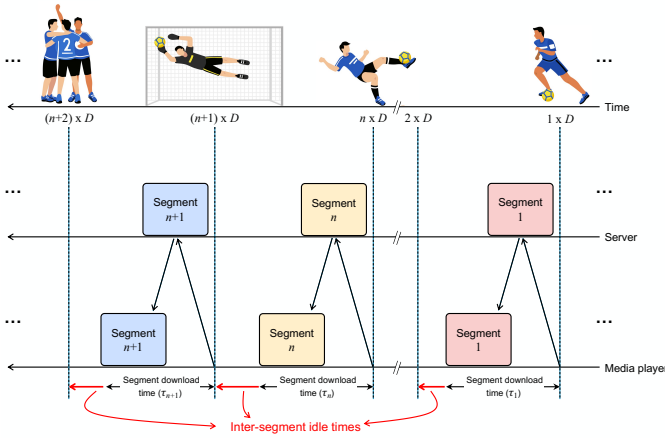 2
...
...
(n+2) x D
(n+1) x D
n x D
2 x D
1 x D
Time
...
...
Segment
n+1
Segment
n
Segment
1
Server
...
...
Segment
n+1
Segment
n
Segment
1
Media player
Segment download
time (τn+1)
Segment download
time (τn)
Segment download
time (τ1)
Inter-segment idle times